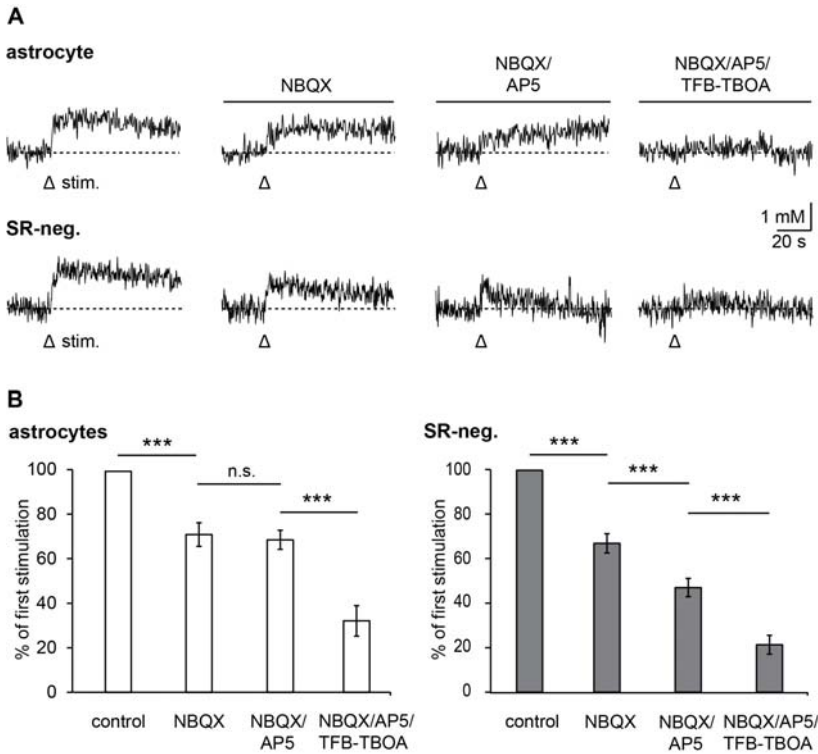 A
astrocyte
NBQX
NBQX/
AP5
NBQX/AP5/
TFB-TBOA
Δ stim.
Δ
Δ
Δ
1 mM
20 s
SR-neg.
Δ stim.
Δ
Δ
Δ
B
astrocytes
% of first stimulation
100
80
60
40
20
0
***
n.s.
***
control
NBQX
NBQX/
AP5
NBQX/AP5/
TFB-TBOA
SR-neg.
% of first stimulation
100
80
60
40
20
0
***
***
***
control
NBQX
NBQX/
AP5
NBQX/AP5/
TFB-TBOA